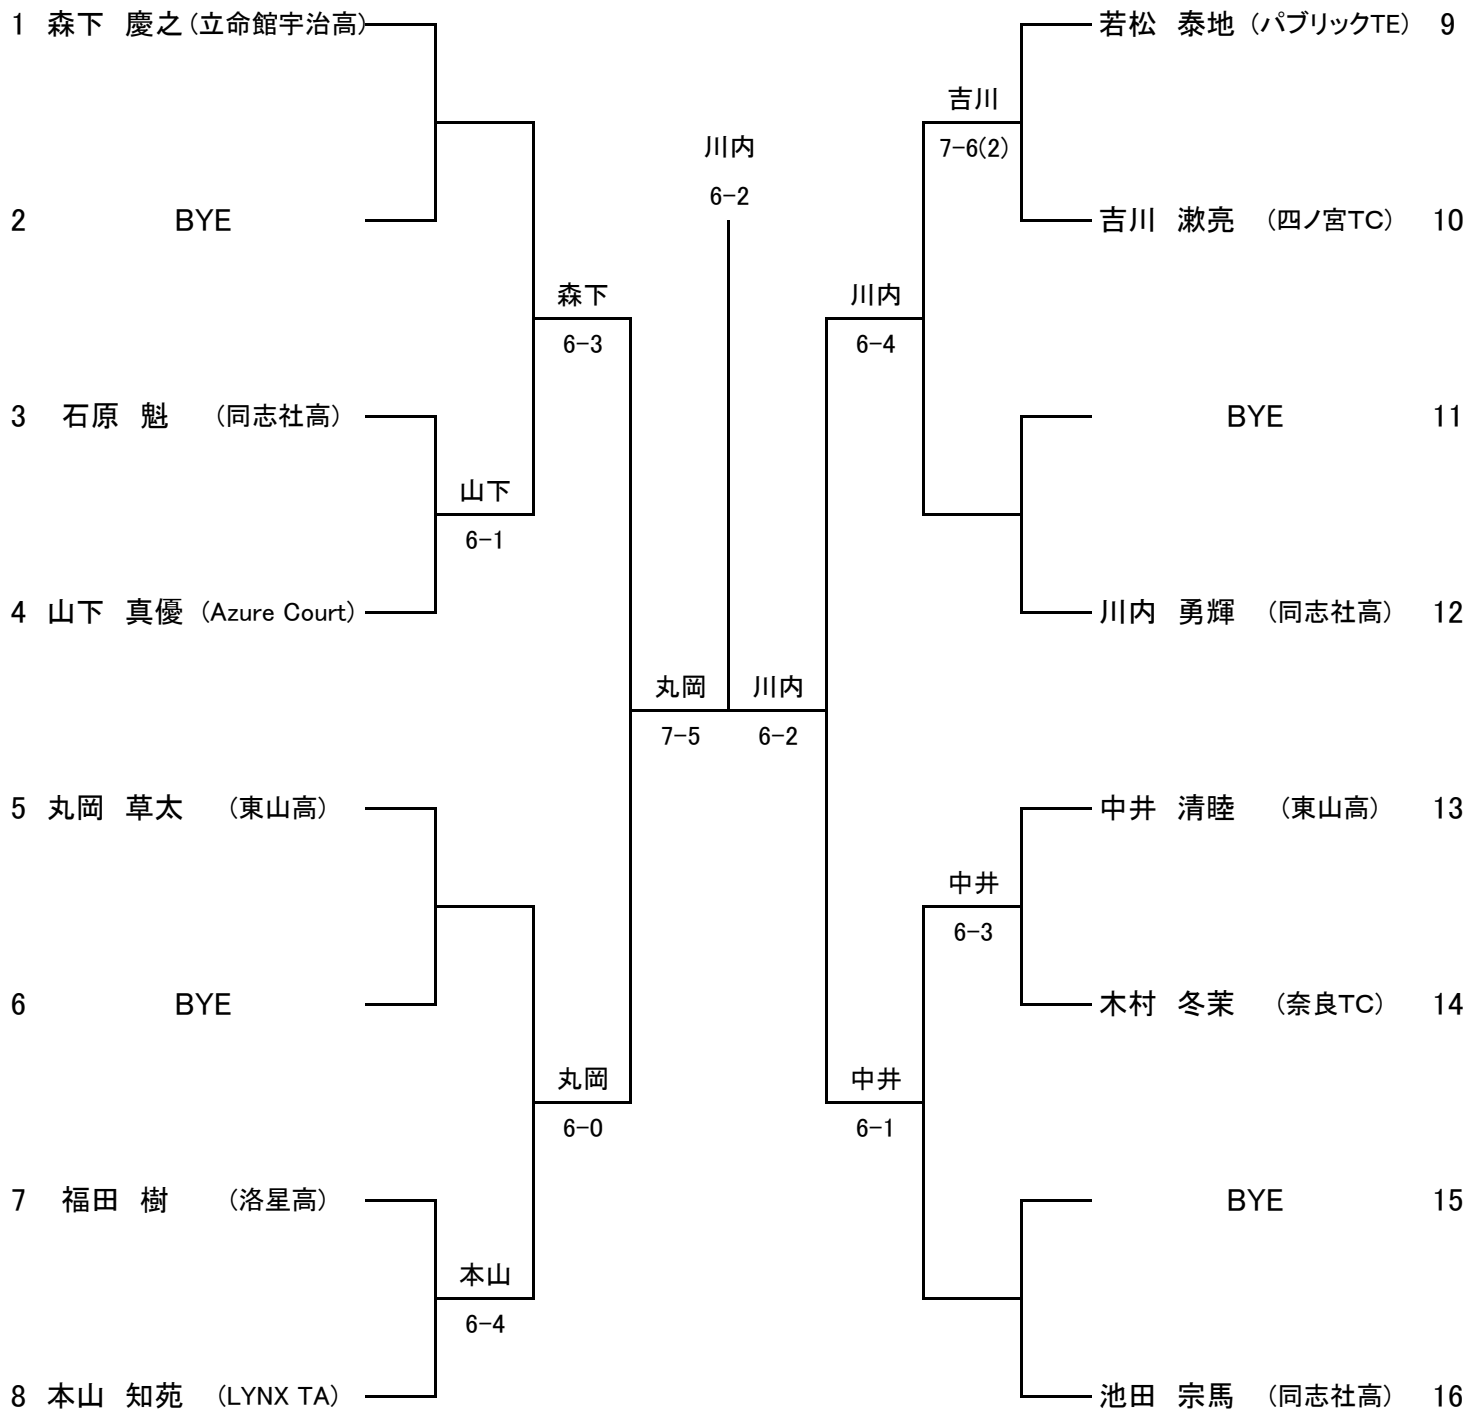 1 森下 慶之 (立命館宇治高)
若松 泰地 (パブリックTE) 9
吉川
川内
7-6(2)
6-2
2 BYE
吉川 漱亮 (四ノ宮TC) 10
森下
川内
6-3
6-4
3 石原 魁 (同志社高)
BYE 11
山下
6-1
4 山下 真優 (Azure Court)
川内 勇輝 (同志社高) 12
丸岡 川内
7-5 6-2
5 丸岡 草太 (東山高)
中井 清睦 (東山高) 13
中井
6-3
6 BYE
木村 冬茉 (奈良TC) 14
丸岡
中井
6-0
6-1
7 福田 樹 (洛星高)
BYE 15
本山
6-4
8 本山 知苑 (LYNX TA)
池田 宗馬 (同志社高) 16